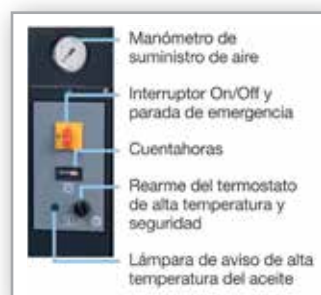 Manómetro de
suministro de aire
Interruptor On/Off y
parada de emergencia
Cuentahoras
Rearme del termostato
de alta temperatura y
seguridad
Lámpara de aviso de alta
temperatura del aceite